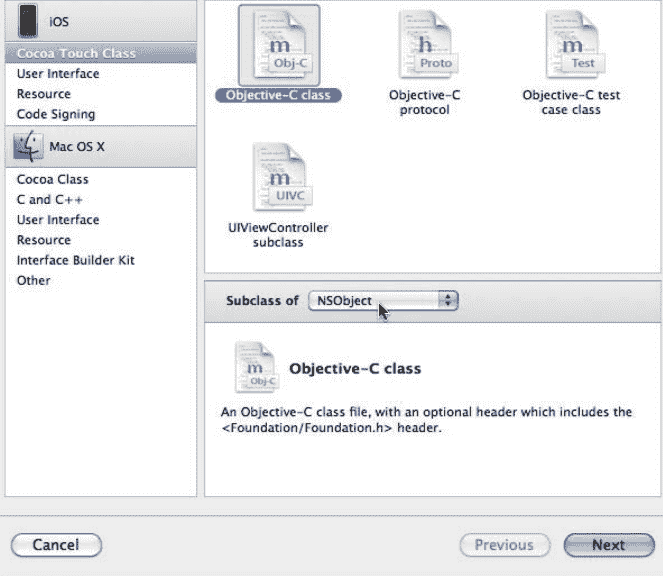 iOS
Cocoa Touch Class
User Interface
Resource
Code Signing
Mac OS X
Cocoa Class
C and C++
User Interface
Resource
Interface Builder Kit
Other
m
Obj-C
Objective-C class
h
Proto
Objective-C
protocol
m
Test
Objective-C test
case class
m
UIVC
UIViewController
subclass
Subclass of
NSObject
m
Obj-C
Objective-C class
An Objective-C class file, with an optional header which includes the
<Foundation/Foundation.h> header.
Cancel
Previous
Next